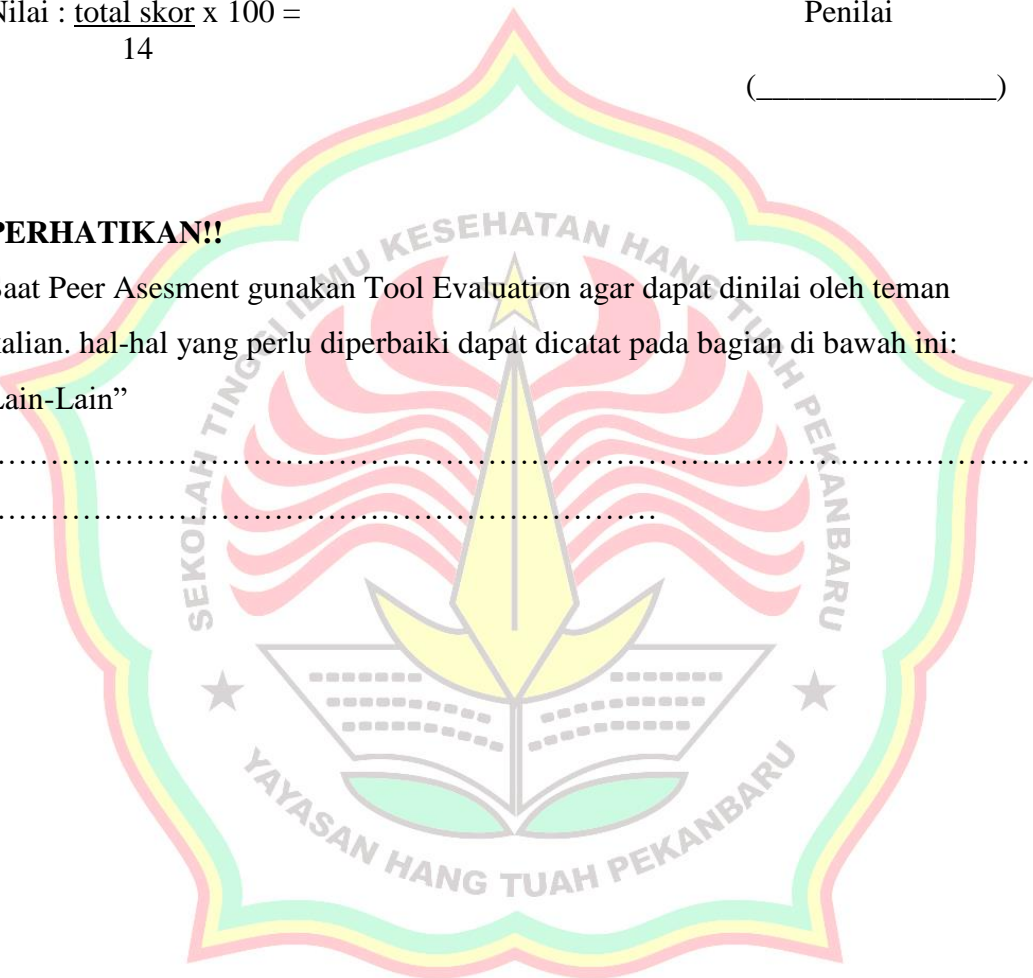 Nilai : total skor x 100 =
Penilai
14
(_______________)
PERHATIKAN!!
Saat Peer Asesment gunakan Tool Evaluation agar dapat dinilai oleh teman
kalian. hal-hal yang perlu diperbaiki dapat dicatat pada bagian di bawah ini:
Lain-Lain”
…………………………………………………………………………………………
……………………………………………………………
SEKOLAH TINGGI ILMU KESEHATAN HANG TUAH PEKANBARU
YAYASAN HANG TUAH PEKANBARU